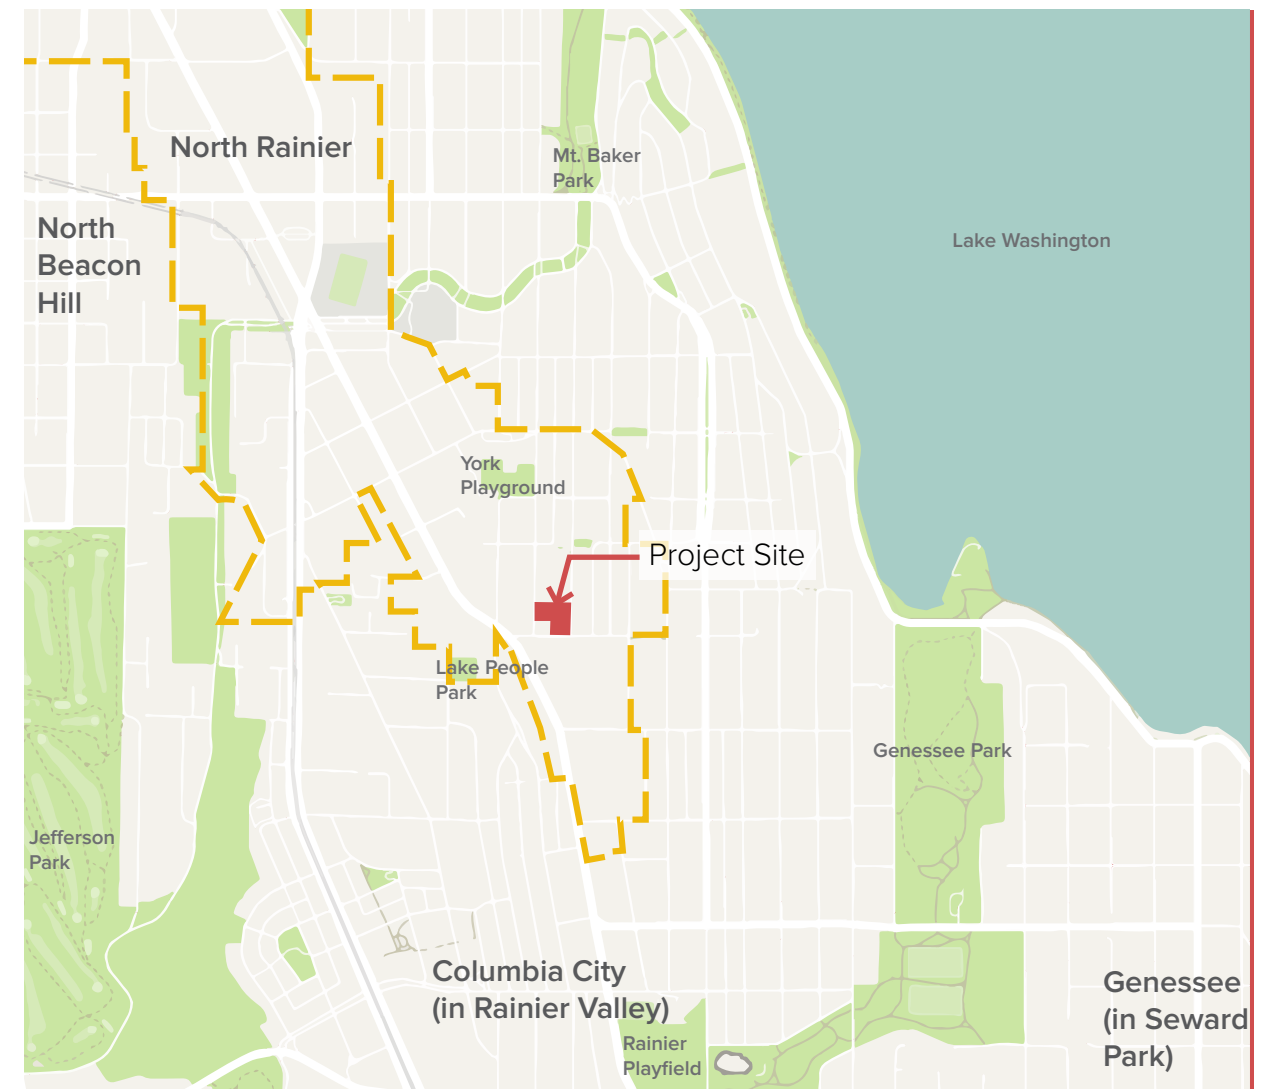 North Rainier
Mt. Baker
Park
North
Beacon
Hill
Lake Washington
York
Playground
Project Site
Lake People
Park
Genessee Park
Jefferson
Park
Columbia City
(in Rainier Valley)
Genessee
(in Seward
Park)
Rainier
Playfield